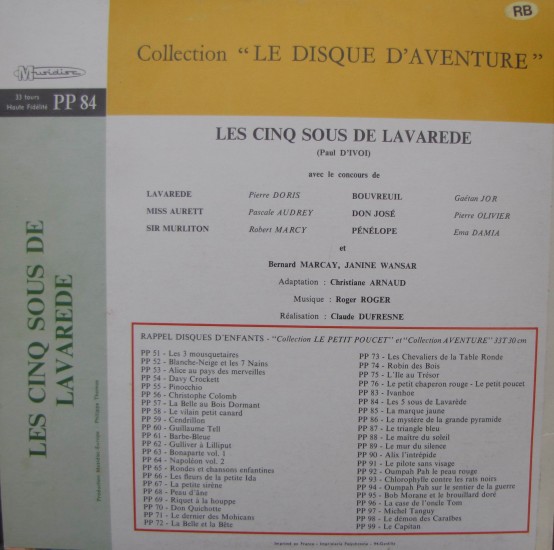 RB
Collection "LE DISQUE D'AVENTURE"
Musidisc
33 tours
Haute Fidélité
PP 84
LES CINQ SOUS DE LAVAREDE
(Paul D'IVOI)
avec le concours de
LAVAREDE Pierre DORIS BOUVREUIL Gaëtan JOR
MISS AURETT Pascale AUDREY DON JOSÉ Pierre OLIVIER
SIR MURLITON Robert MARCY PÉNÉLOPE Ema DAMIA
et
Bernard MARCAY, JANINE WANSAR
Adaptation : Christiane ARNAUD
Musique : Roger ROGER
Réalisation : Claude DUFRESNE
LES CINQ SOUS DE
LAVAREDE
RAPPEL DISQUES D'ENFANTS - "Collection LE PETIT POUCET" et "Collection AVENTURE" 33T 30 cm
PP 51 - Les 3 mousquetaires
PP 52 - Blanche-Neige et les 7 Nains
PP 53 - Alice au pays des merveilles
PP 54 - Davy Crockett
PP 55 - Pinocchio
PP 56 - Christophe Colomb
PP 57 - La Belle au Bois Dormant
PP 58 - Le vilain petit canard
PP 59 - Cendrillon
PP 60 - Guillaume Tell
PP 61 - Barbe-Bleue
PP 62 - Gulliver à Lilliput
PP 63 - Bonaparte vol. 1
PP 64 - Napoléon vol. 2
PP 65 - Rondes et chansons enfantines
PP 66 - Les fleurs de la petite Ida
PP 67 - La petite sirène
PP 68 - Peau d'âne
PP 69 - Riquet à la houppe
PP 70 - Don Quichotte
PP 71 - Le dernier des Mohicans
PP 72 - La Belle et la Bête
PP 73 - Les Chevaliers de la Table Ronde
PP 74 - Robin des Bois
PP 75 - L'Ile au Trésor
PP 76 - Le petit chaperon rouge - Le petit poucet
PP 83 - Ivanhoe
PP 84 - Les 5 sous de Lavarède
PP 85 - La marque jaune
PP 86 - Le mystère de la grande pyramide
PP 87 - Le triangle bleu
PP 88 - Le maître du soleil
PP 89 - Le mur du silence
PP 90 - Alix l'intrépide
PP 91 - Le pilote sans visage
PP 92 - Oumpah Pah le peau rouge
PP 93 - Chlorophylle contre les rats noirs
PP 94 - Oumpah Pah sur le sentier de la guerre
PP 95 - Bob Morane et le brouillard doré
PP 96 - La case de l'oncle Tom
PP 97 - Michel Tanguy
PP 98 - Le démon des Caraïbes
PP 99 - Le Capitan